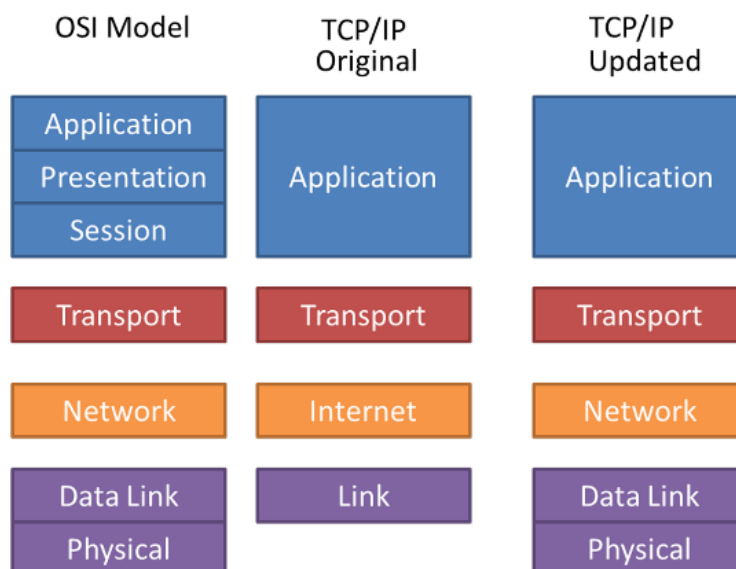 OSI Model
TCP/IP
Original
TCP/IP
Updated
Application
Presentation
Session
Application
Application
Transport
Transport
Transport
Network
Internet
Network
Data Link
Physical
Link
Data Link
Physical